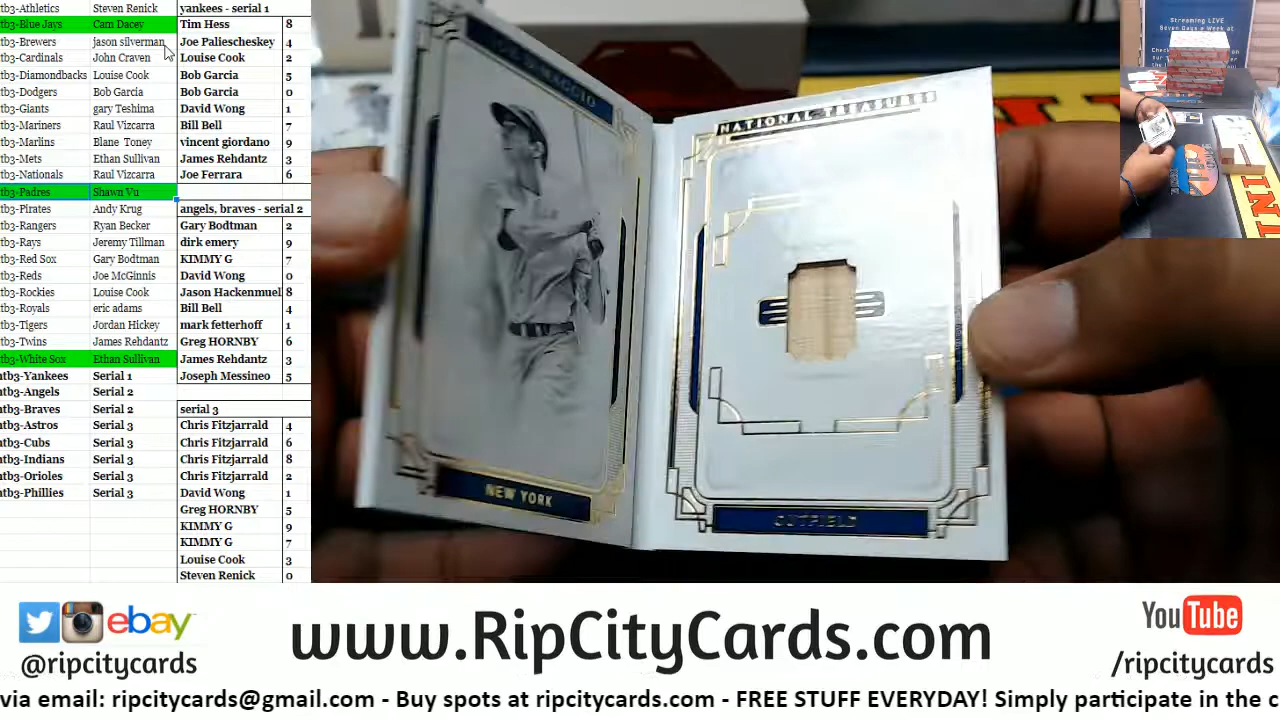 tb3-Athletics Steven Renick yankees - serial 1
tb3-Blue Jays Cam Dacey Tim Hess 8
tb3-Brewers jason silverman Joe Paliescheskey 4
tb3-Cardinals John Craven Louise Cook 2
tb3-Diamondbacks Louise Cook Bob Garcia 5
tb3-Dodgers Bob Garcia Bob Garcia 0
tb3-Giants gary Teshima David Wong 1
tb3-Mariners Raul Vizcarra Bill Bell 7
tb3-Marlins Blane Toney vincent giordano 9
tb3-Mets Ethan Sullivan James Rehdantz 3
tb3-Nationals Raul Vizcarra Joe Ferrara 6
tb3-Padres Shawn Vu
tb3-Pirates Andy Krug angels, braves - serial 2
tb3-Rangers Ryan Becker Gary Bodtman 2
tb3-Rays Jeremy Tillman dirk emery 9
tb3-Red Sox Gary Bodtman KIMMY G 7
tb3-Reds Joe McGinnis David Wong 0
tb3-Rockies Louise Cook Jason Hackenmuel 8
tb3-Royals eric adams Bill Bell 4
tb3-Tigers Jordan Hickey mark fetterhoff 1
tb3-Twins James Rehdantz Greg HORNBY 6
tb3-White Sox Ethan Sullivan James Rehdantz 3
ntb3-Yankees Serial 1 Joseph Messineo 5
ntb3-Angels Serial 2
ntb3-Braves Serial 2 serial 3
ntb3-Astros Serial 3 Chris Fitzjarrald 4
ntb3-Cubs Serial 3 Chris Fitzjarrald 6
ntb3-Indians Serial 3 Chris Fitzjarrald 8
ntb3-Orioles Serial 3 Chris Fitzjarrald 2
ntb3-Phillies Serial 3 David Wong 1
Greg HORNBY 5
KIMMY G 9
KIMMY G 7
Louise Cook 3
Steven Renick 0
NEW YORK
NATIONAL TREASURES
OUTFIELD
Streaming LIVE
Seven Days a Week at
ebay
@ripcitycards
www.RipCityCards.com
YouTube
/ripcitycards
via email: ripcitycards@gmail.com - Buy spots at ripcitycards.com - FREE STUFF EVERYDAY! Simply participate in the c